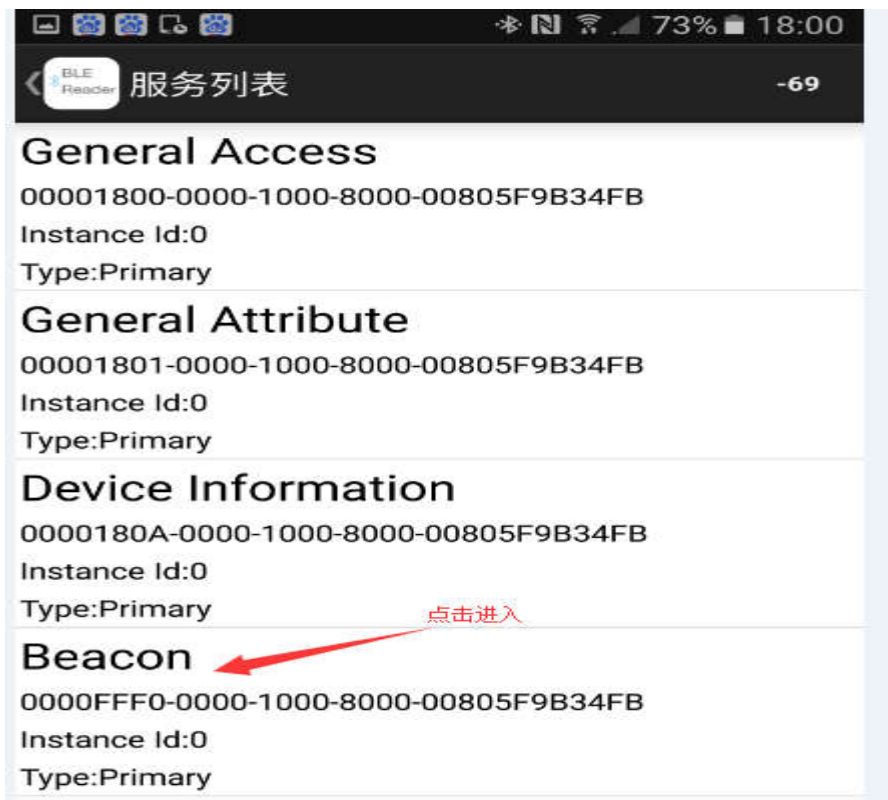 73% 18:00
BLE Reader 服务列表 -69
General Access
00001800-0000-1000-8000-00805F9B34FB
Instance Id:0
Type:Primary
General Attribute
00001801-0000-1000-8000-00805F9B34FB
Instance Id:0
Type:Primary
Device Information
0000180A-0000-1000-8000-00805F9B34FB
Instance Id:0
Type:Primary
点击进入
Beacon
0000FFF0-0000-1000-8000-00805F9B34FB
Instance Id:0
Type:Primary